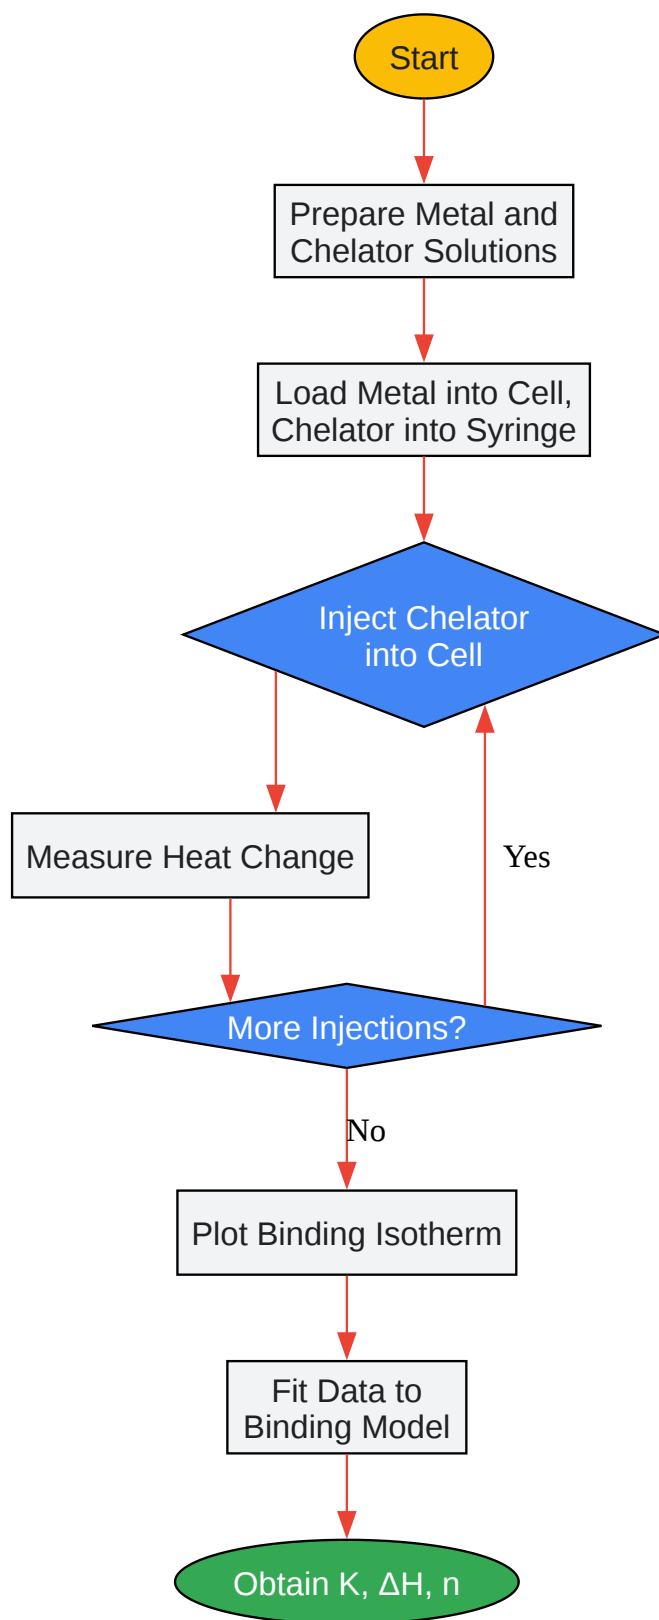 Start
Prepare Metal and
Chelator Solutions
Load Metal into Cell,
Chelator into Syringe
Inject Chelator
into Cell
Measure Heat Change
Yes
More Injections?
No
Plot Binding Isotherm
Fit Data to
Binding Model
Obtain K, ΔH, n